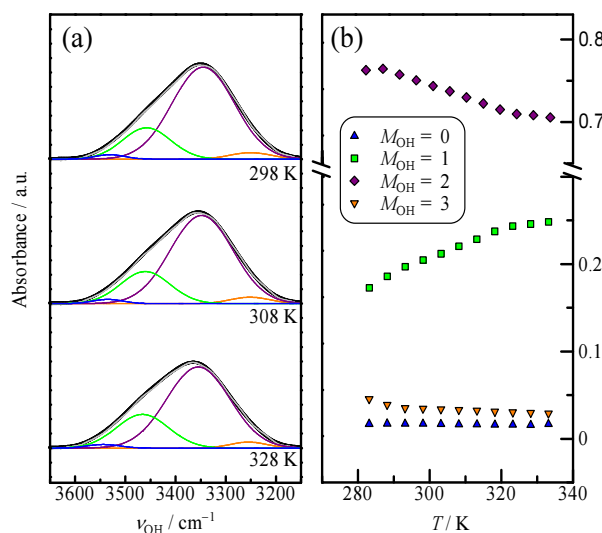 (a)
298 K
308 K
328 K
Absorbance / a.u.
3600 3500 3400 3300 3200
νOH / cm⁻¹
(b)
0.8
0.7
0.2
0.1
0
MOH = 0
MOH = 1
MOH = 2
MOH = 3
280 300 320 340
T / K